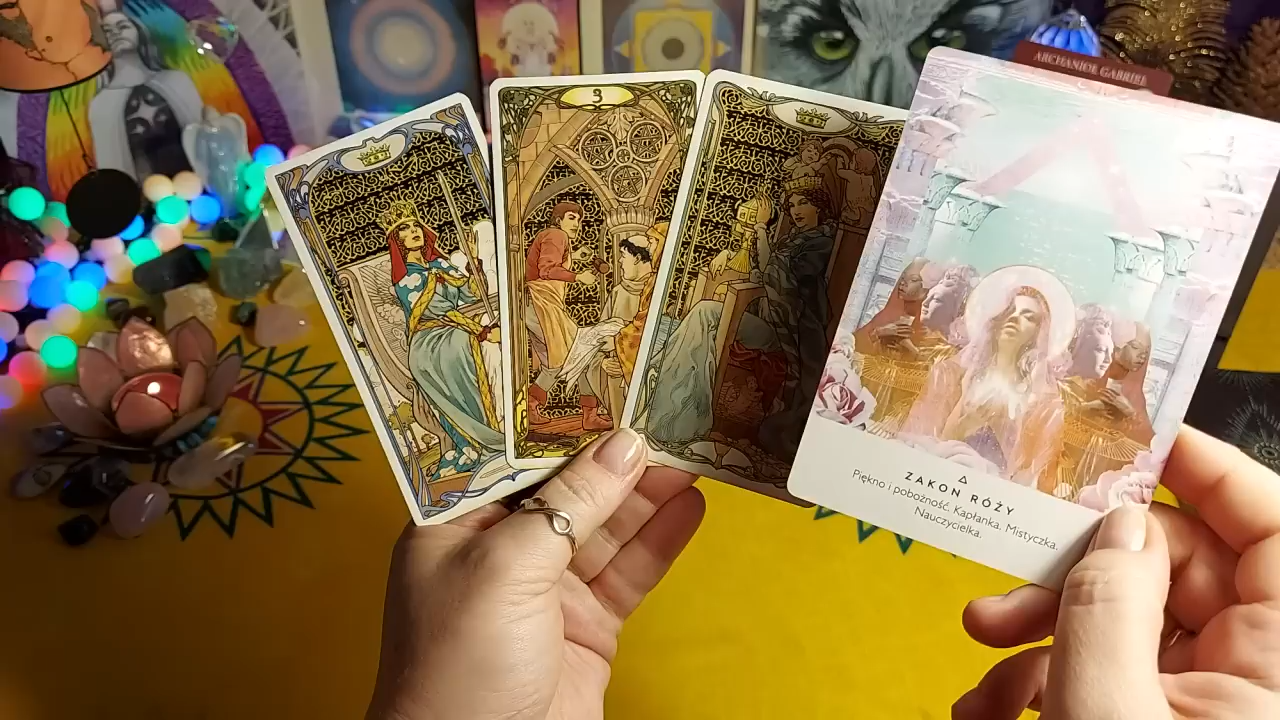 ARCHANIOŁ GABRIEL
3
ZAKON RÓŻY
Piękno i pobożność. Kapłanka. Mistyczka.
Nauczycielka.